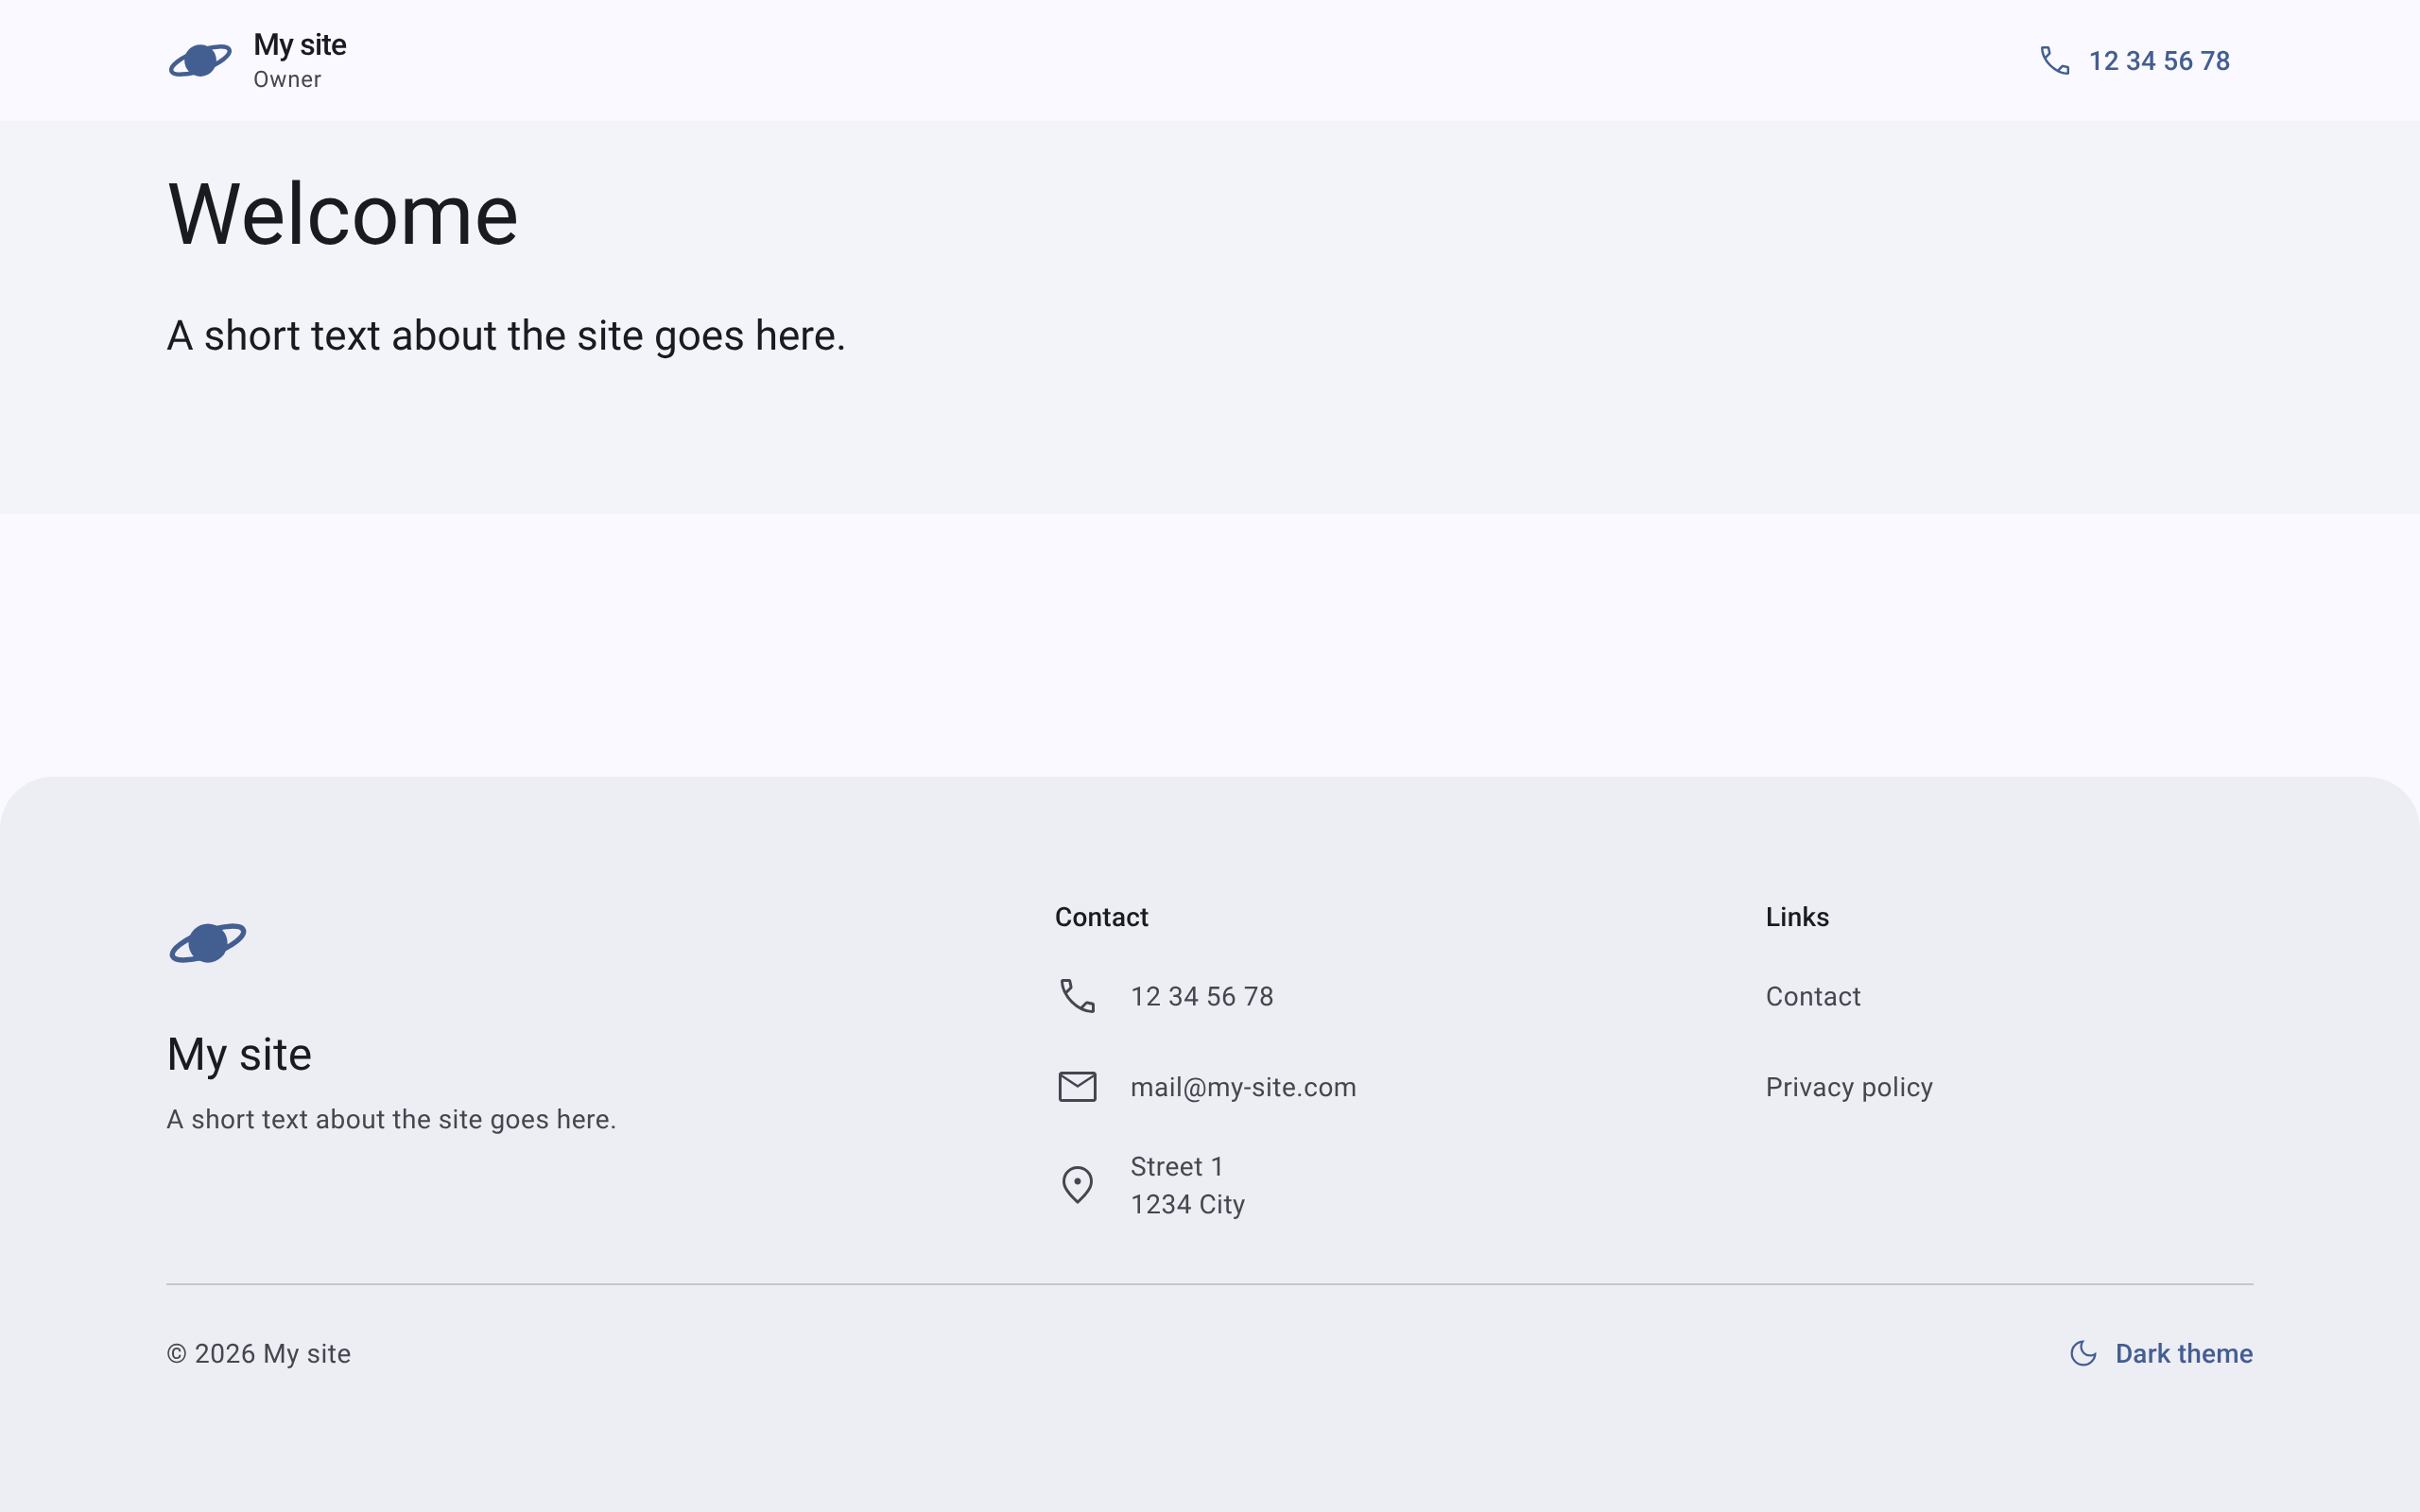 My site
Owner
12 34 56 78
Welcome
A short text about the site goes here.
My site
A short text about the site goes here.
Contact
12 34 56 78
mail@my-site.com
Street 1
1234 City
Links
Contact
Privacy policy
© 2026 My site
Dark theme